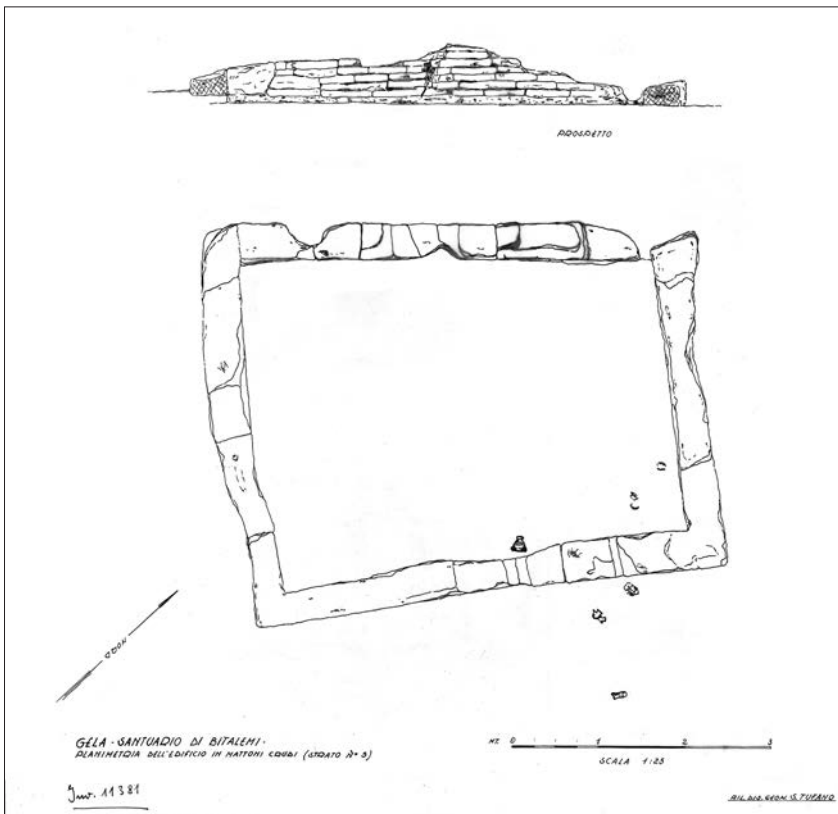 PROSPETTO
NORD
GELA - SANTUARIO DI BITALEMI -
PLANIMETRIA DELL'EDIFICIO IN MATTONI CRUDI (STRATO N° 5)
MT. 0 1 2 3
SCALA 1:25
Inv. 11381
RIL. DIS. GEOM. S. TUFANO